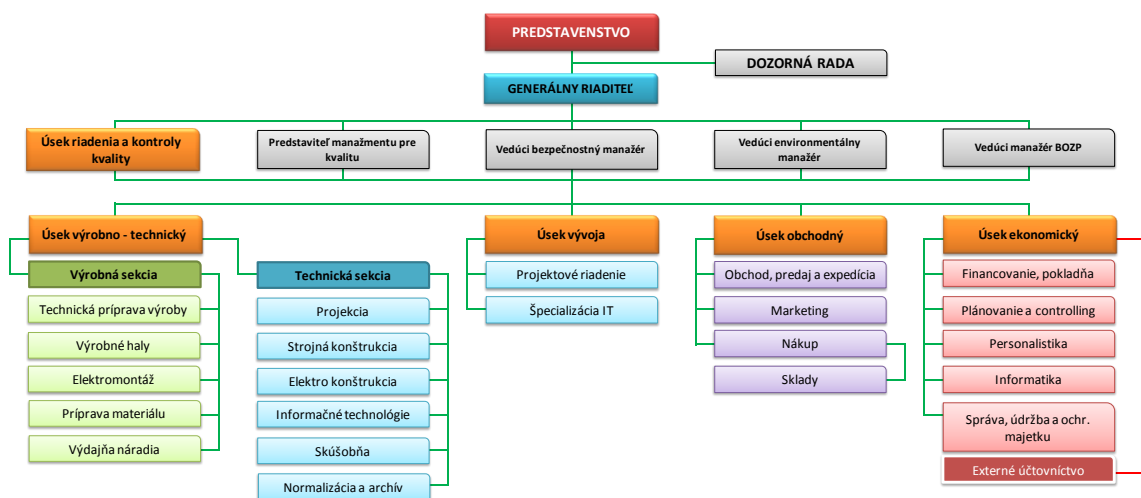 PREDSTAVENSTVO
DOZORNÁ RADA
GENERÁLNY RIADITEĽ
Úsek riadenia a kontroly
kvality
Predstaviteľ manažmentu pre
kvalitu
Vedúci bezpečnostný manažér
Vedúci environmentálny
manažér
Vedúci manažér BOZP
Úsek výrobno - technický
Úsek vývoja
Úsek obchodný
Úsek ekonomický
Výrobná sekcia
Technická príprava výroby
Výrobné haly
Elektromontáž
Príprava materiálu
Výdajňa náradia
Technická sekcia
Projekcia
Strojná konštrukcia
Elektro konštrukcia
Informačné technológie
Skúšobňa
Normalizácia a archív
Projektové riadenie
Špecializácia IT
Obchod, predaj a expedícia
Marketing
Nákup
Sklady
Financovanie, pokladňa
Plánovanie a controlling
Personalistika
Informatika
Správa, údržba a ochr.
majetku
Externé účtovníctvo